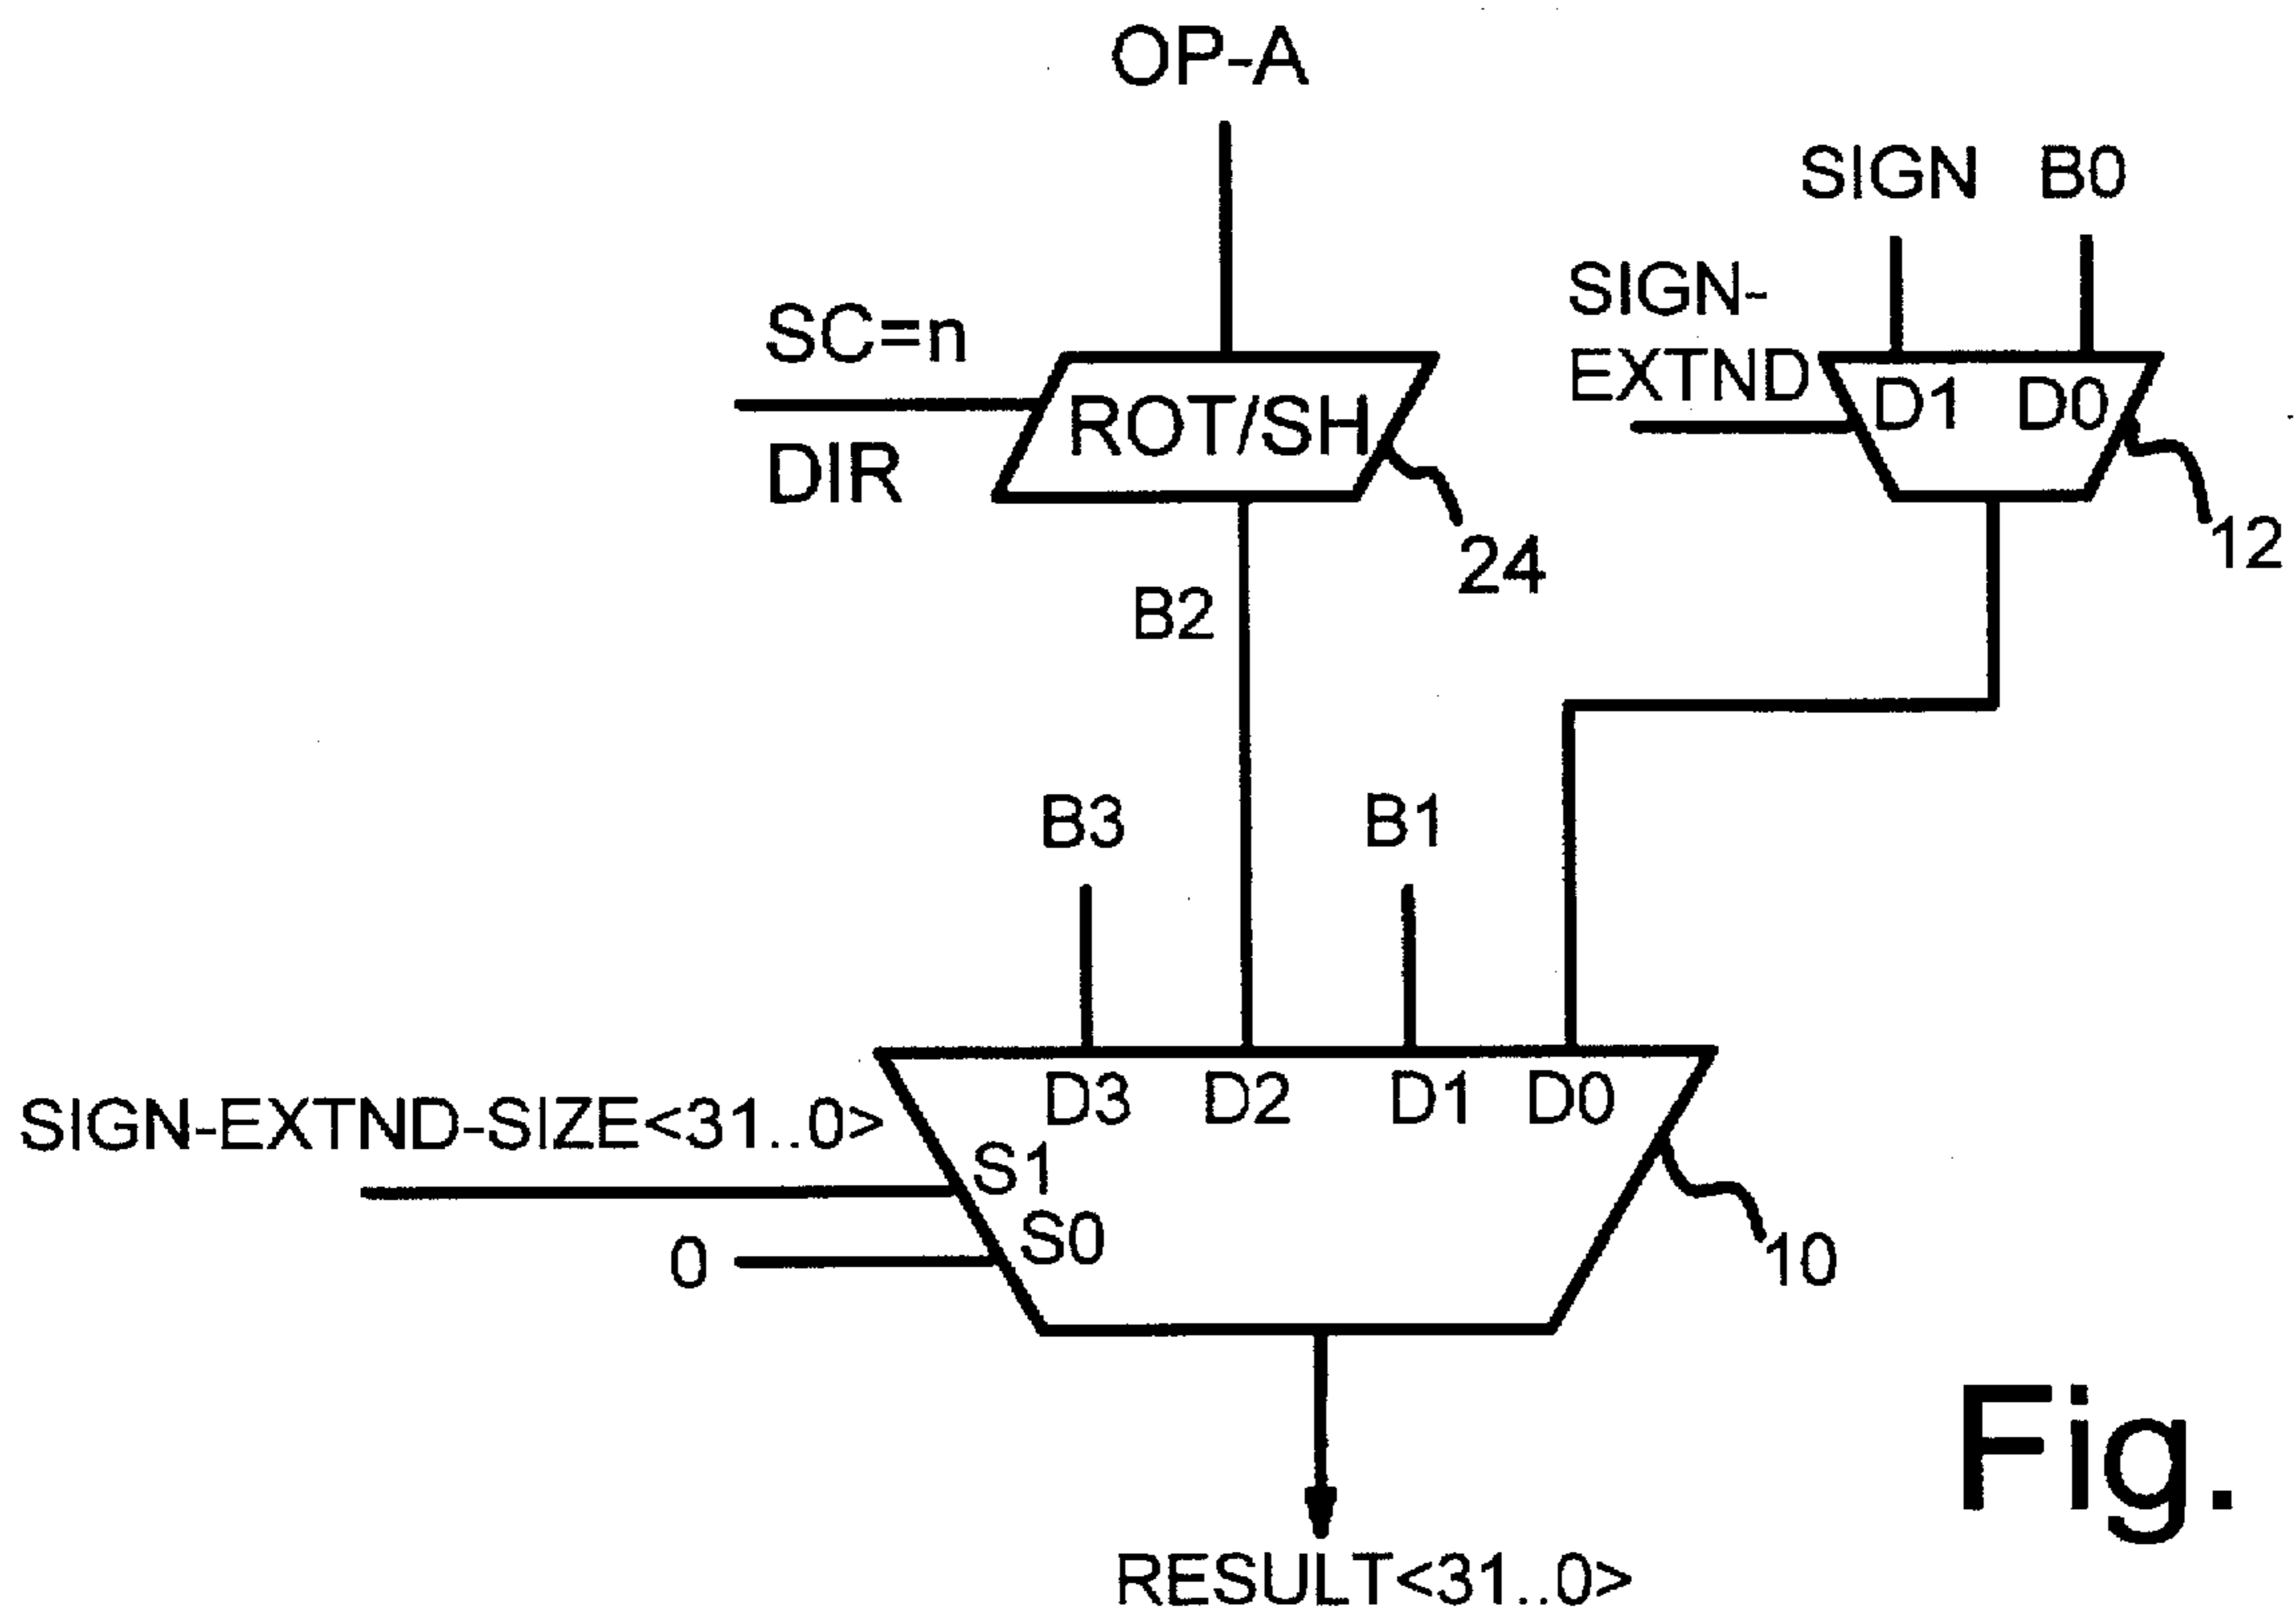 OP-A
SIGN B0
SIGN-
EXTND
SC=n
DIR
ROT/SH
D1 D0
24
12
B2
B3
B1
D3 D2 D1 D0
SIGN-EXTND-SIZE<31..0>
S1
S0
0
10
RESULT<31..0>
Fig.